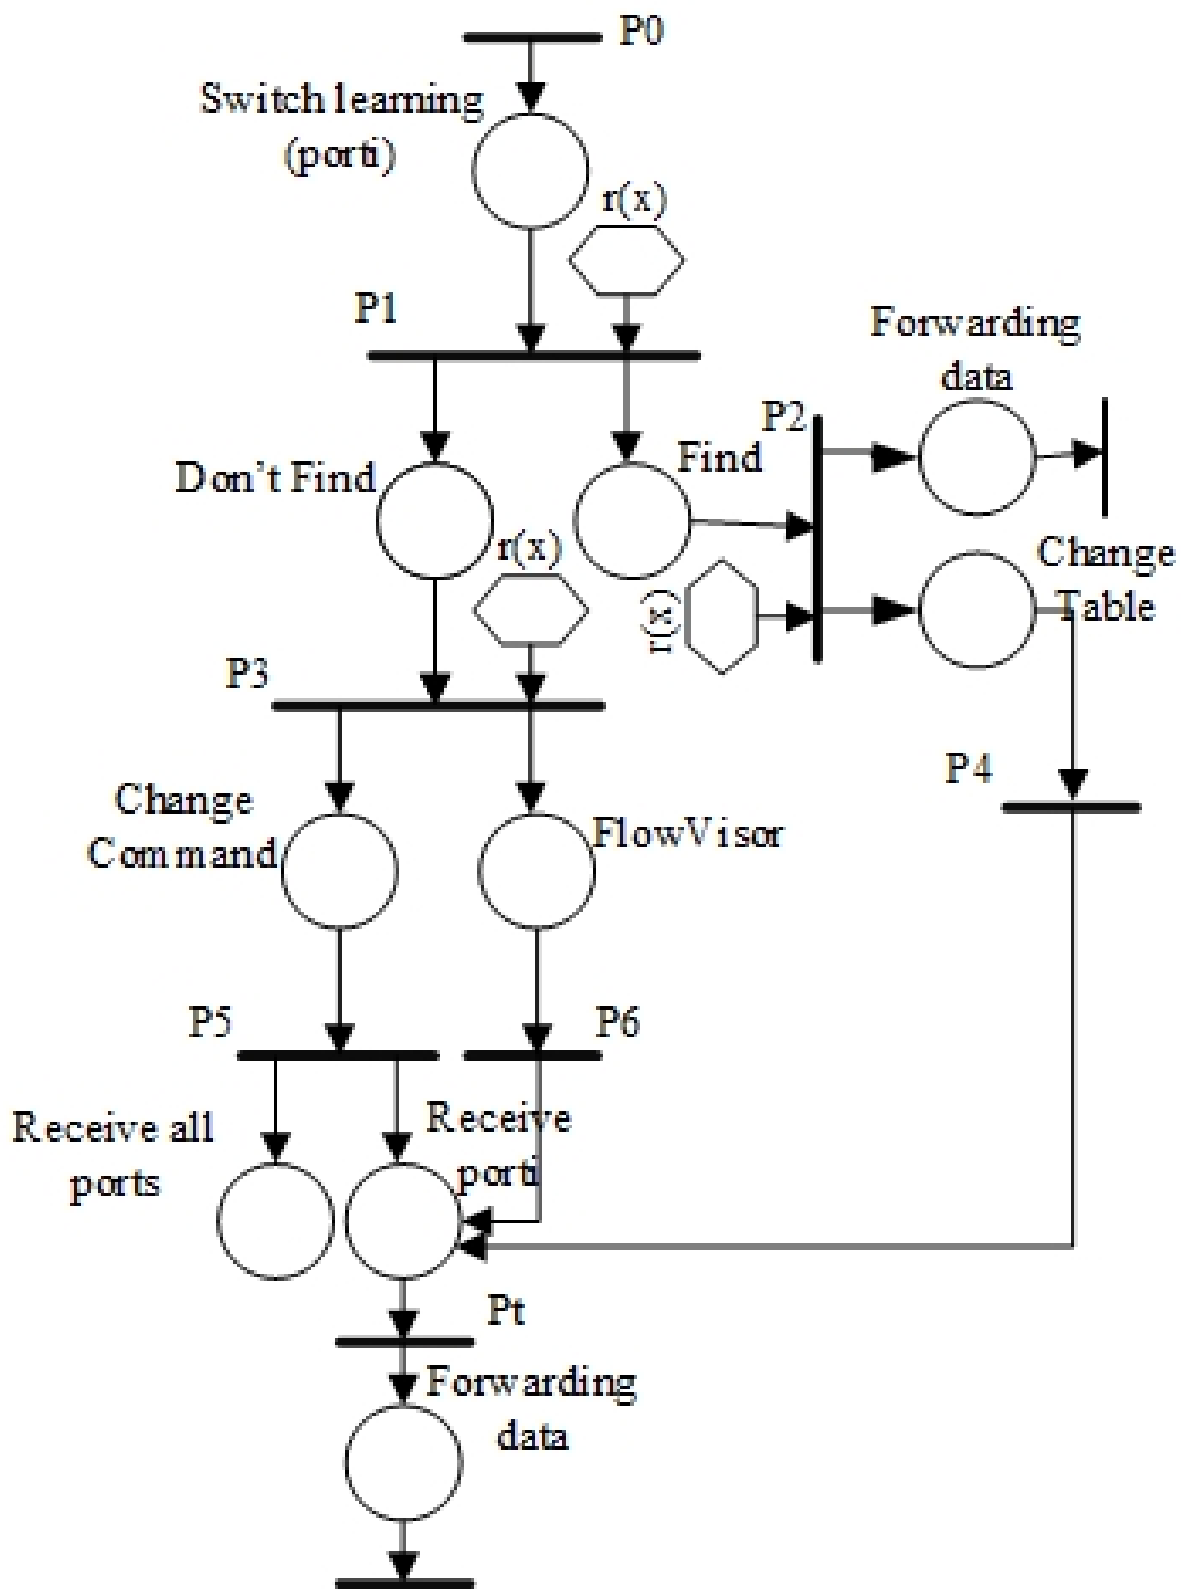 P0
Switch learning
(porti)
r(x)
P1
Forwarding
data
P2
Find
Don't Find
r(x)
Change
Table
r(x)
P3
P4
Change
Command
FlowVisor
P5
P6
Receive all
ports
Receive
porti
Pt
Forwarding
data